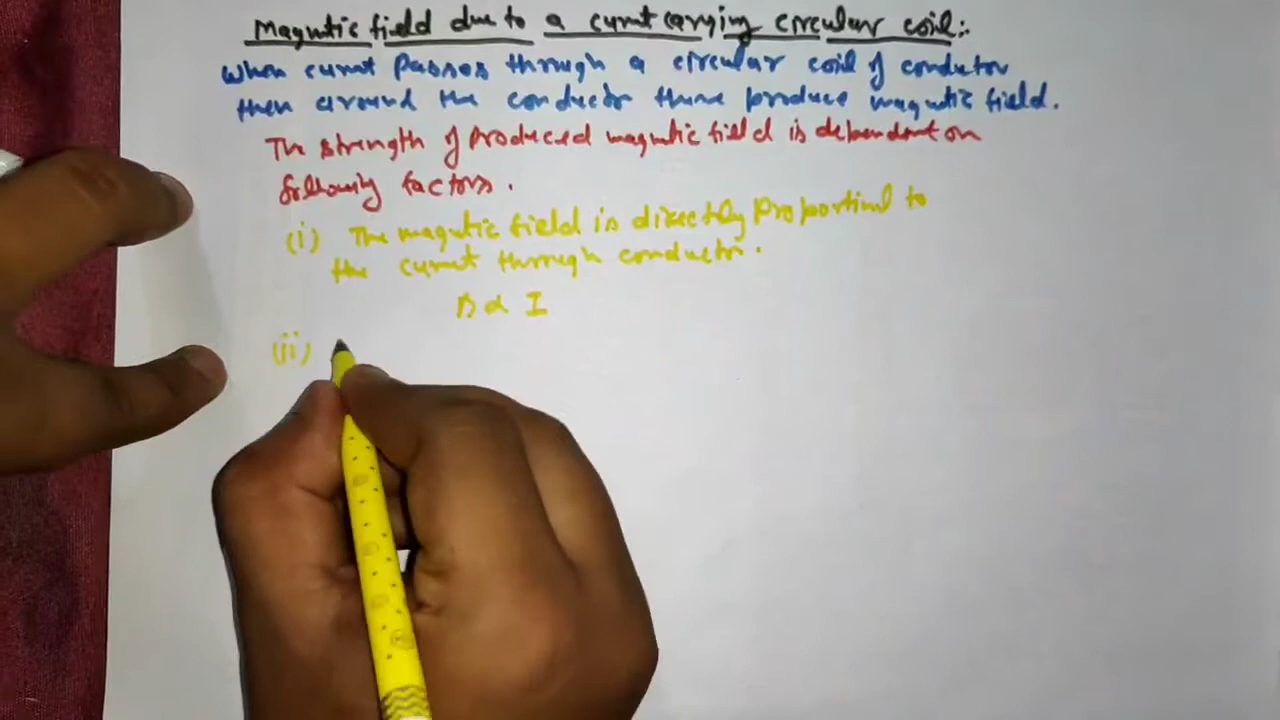 Magnetic field due to a current carrying circular coil:
When current passes through a circular coil of conductor
then around the conductor there produce magnetic field.
The strength of produced magnetic field is dependent on
following factors.
(i) The magnetic field is directly proportional to
the current through conductor.
B ∝ I
(ii)